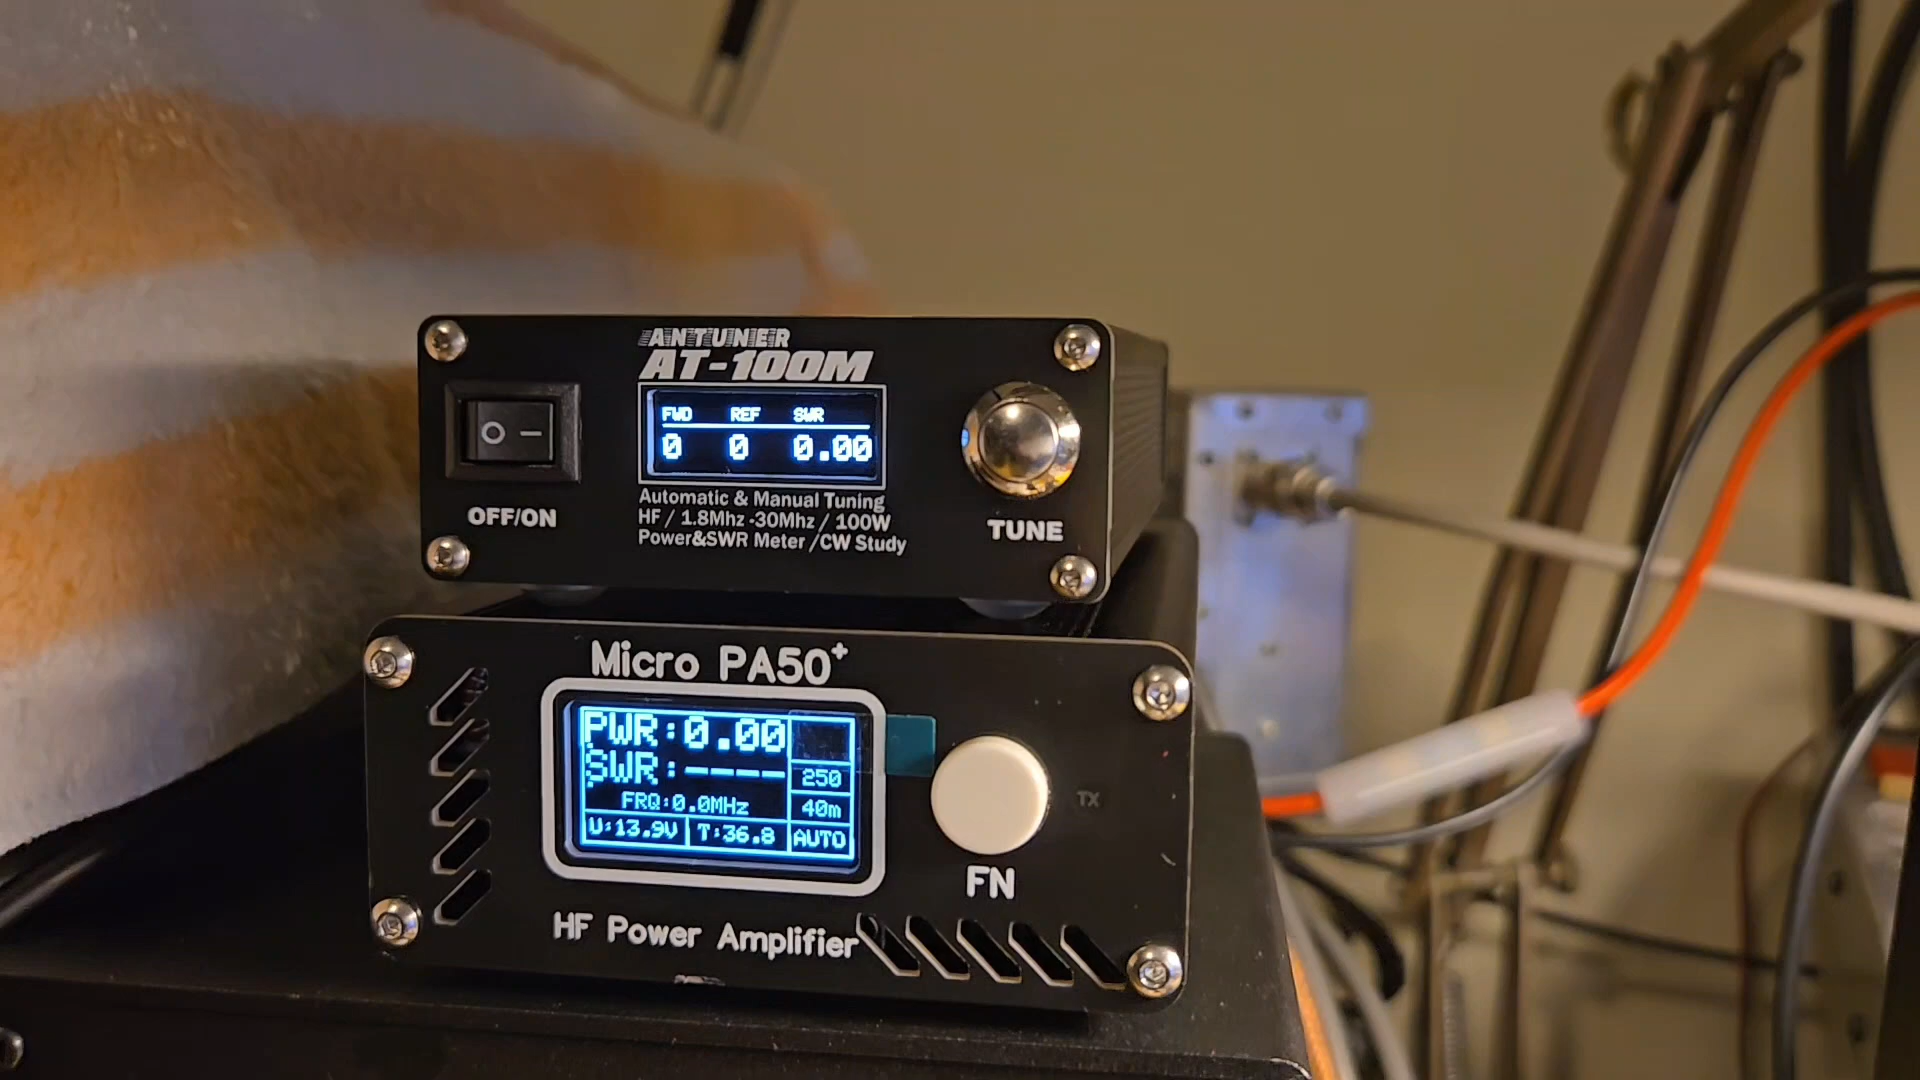 ANTUNER
AT-100M
FWD REF SWR
0 0 0.00
OFF/ON
Automatic & Manual Tuning
HF / 1.8Mhz -30Mhz / 100W
Power&SWR Meter /CW Study
TUNE
Micro PA50+
PWR:0.00
SWR:----
250
FRQ:0.0MHz
40m
U:13.9V T:36.8 AUTO
TX
FN
HF Power Amplifier